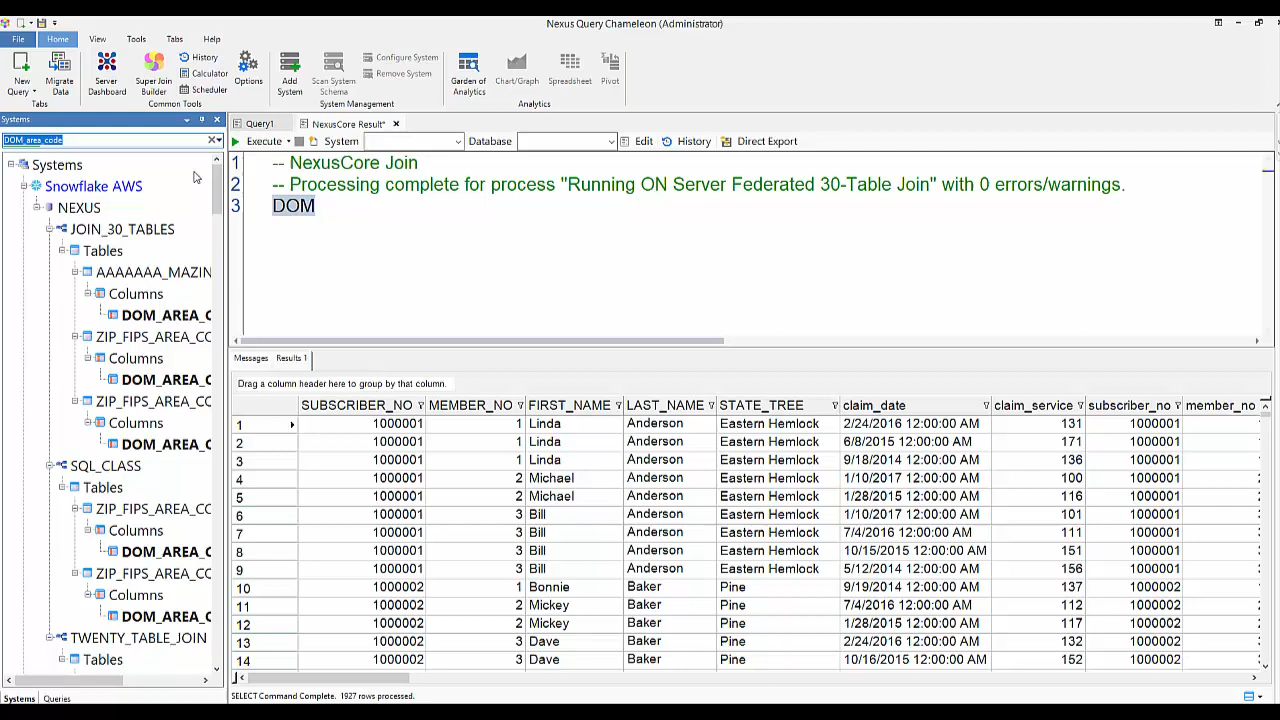 Nexus Query Chameleon (Administrator)
File Home View Tools Tabs Help
New Query
Migrate Data
Tabs
Server Dashboard
Super Join Builder
History
Calculator
Scheduler
Common Tools
Options
Add System
Scan System Schema
Configure System
Remove System
System Management
Garden of Analytics
Chart/Graph
Spreadsheet
Pivot
Analytics
Systems
DOM_area_code
Systems
Snowflake AWS
NEXUS
JOIN_30_TABLES
Tables
AAAAAAA_MAZIN
Columns
DOM_AREA_C
ZIP_FIPS_AREA_CO
Columns
DOM_AREA_C
ZIP_FIPS_AREA_CO
Columns
DOM_AREA_C
SQL_CLASS
Tables
ZIP_FIPS_AREA_CO
Columns
DOM_AREA_C
ZIP_FIPS_AREA_CO
Columns
DOM_AREA_C
TWENTY_TABLE_JOIN
Tables
Systems Queries
Query1 NexusCore Result*
Execute System Database Edit History Direct Export
1 -- NexusCore Join
2 -- Processing complete for process "Running ON Server Federated 30-Table Join" with 0 errors/warnings.
3 DOM
Messages Results 1
Drag a column header here to group by that column.
SUBSCRIBER_NO MEMBER_NO FIRST_NAME LAST_NAME STATE_TREE claim_date claim_service subscriber_no member_no
1 1000001 1 Linda Anderson Eastern Hemlock 2/24/2016 12:00:00 AM 131 1000001
2 1000001 1 Linda Anderson Eastern Hemlock 6/8/2015 12:00:00 AM 171 1000001
3 1000001 1 Linda Anderson Eastern Hemlock 9/18/2014 12:00:00 AM 136 1000001
4 1000001 2 Michael Anderson Eastern Hemlock 1/10/2017 12:00:00 AM 100 1000001
5 1000001 2 Michael Anderson Eastern Hemlock 1/28/2015 12:00:00 AM 116 1000001
6 1000001 3 Bill Anderson Eastern Hemlock 1/10/2017 12:00:00 AM 101 1000001
7 1000001 3 Bill Anderson Eastern Hemlock 7/4/2016 12:00:00 AM 111 1000001
8 1000001 3 Bill Anderson Eastern Hemlock 10/15/2015 12:00:00 AM 151 1000001
9 1000001 3 Bill Anderson Eastern Hemlock 5/12/2014 12:00:00 AM 156 1000001
10 1000002 1 Bonnie Baker Pine 9/19/2014 12:00:00 AM 137 1000002
11 1000002 2 Mickey Baker Pine 7/4/2016 12:00:00 AM 112 1000002
12 1000002 2 Mickey Baker Pine 1/28/2015 12:00:00 AM 117 1000002
13 1000002 3 Dave Baker Pine 2/24/2016 12:00:00 AM 132 1000002
14 1000002 3 Dave Baker Pine 10/16/2015 12:00:00 AM 152 1000002
SELECT Command Complete. 1927 rows processed.